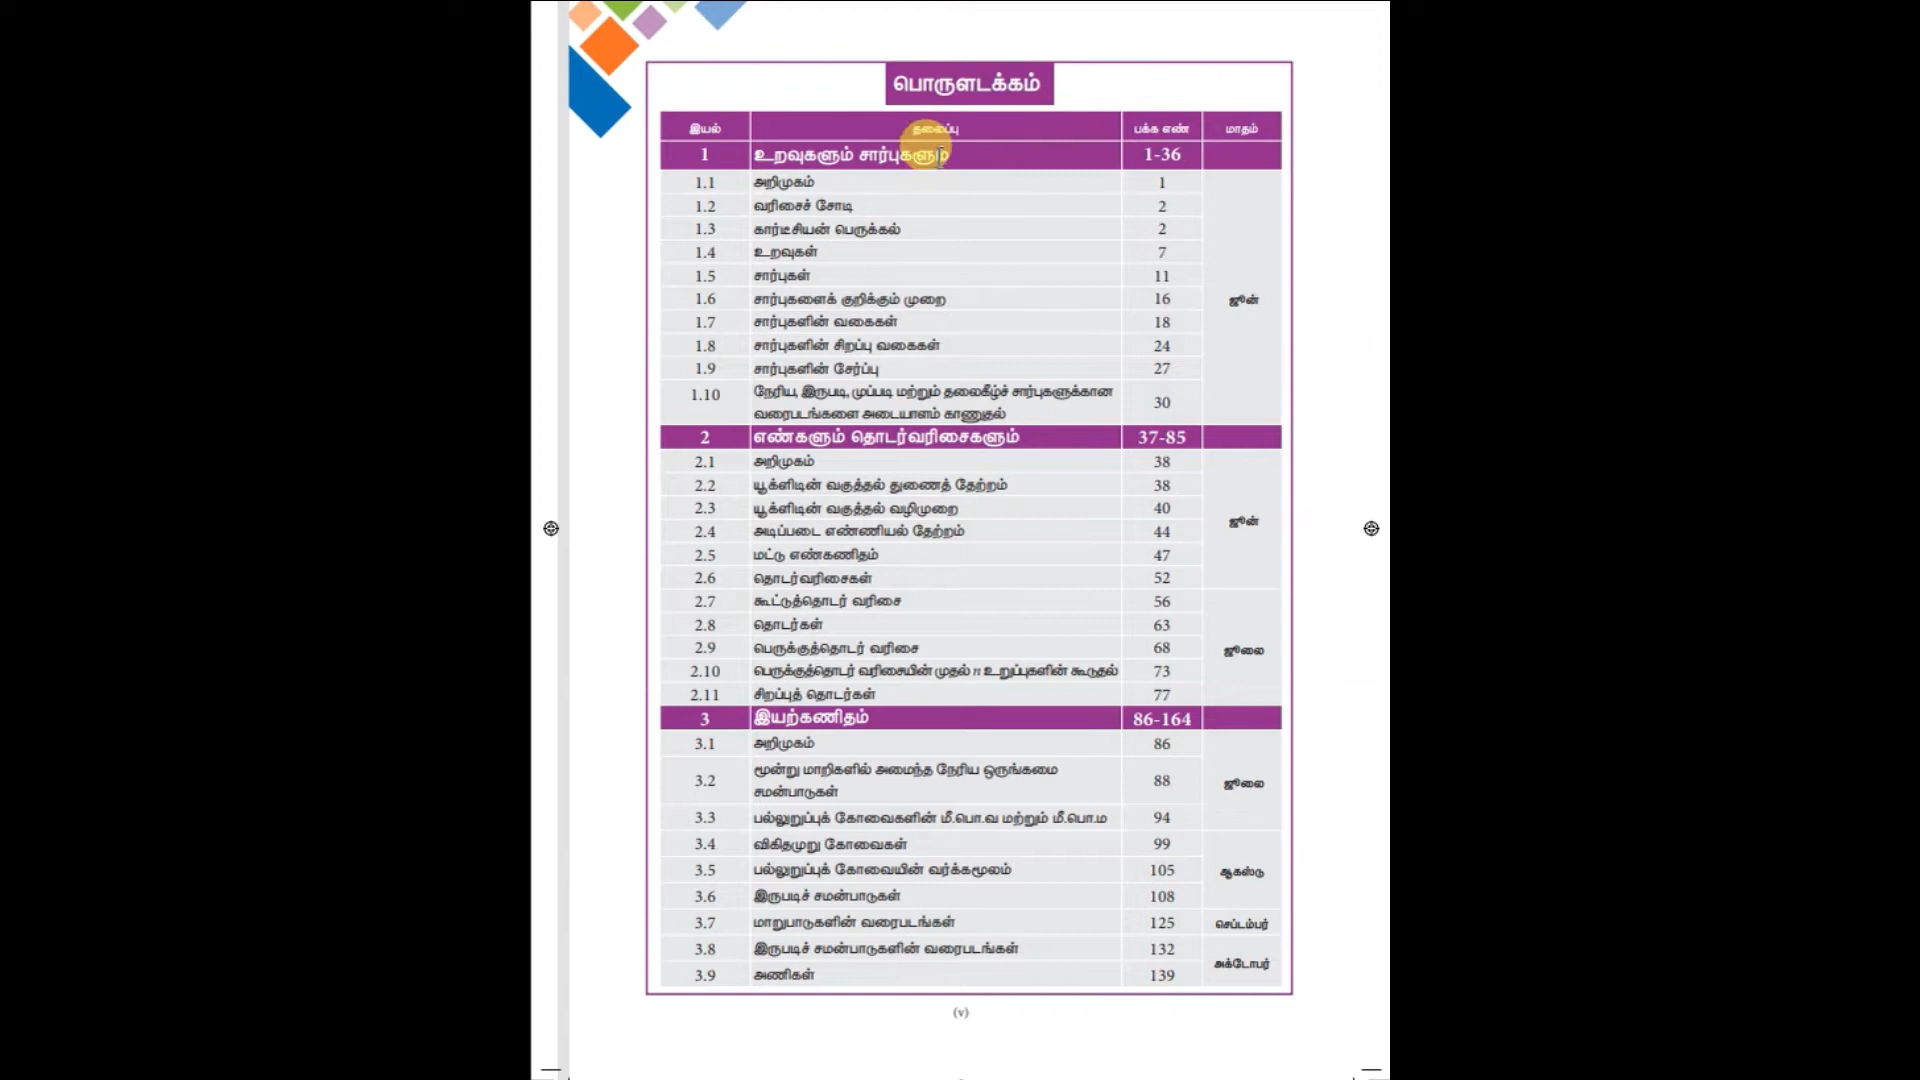 பொருளடக்கம்
இயல் தலைப்பு பக்க எண் மாதம்
1 உறவுகளும் சார்புகளும் 1-36
1.1 அறிமுகம் 1
1.2 வரிசைச் சோடி 2
1.3 கார்டீசியன் பெருக்கல் 2
1.4 உறவுகள் 7
1.5 சார்புகள் 11
1.6 சார்புகளைக் குறிக்கும் முறை 16 ஜூன்
1.7 சார்புகளின் வகைகள் 18
1.8 சார்புகளின் சிறப்பு வகைகள் 24
1.9 சார்புகளின் சேர்ப்பு 27
1.10 நேரிய, இருபடி, முப்படி மற்றும் தலைகீழ்ச் சார்புகளுக்கான
வரைபடங்களை அடையாளம் காணுதல் 30
2 எண்களும் தொடர்வரிசைகளும் 37-85
2.1 அறிமுகம் 38
2.2 யூக்ளிடின் வகுத்தல் துணைத் தேற்றம் 38
2.3 யூக்ளிடின் வகுத்தல் வழிமுறை 40 ஜூன்
2.4 அடிப்படை எண்ணியல் தேற்றம் 44
2.5 மட்டு எண்கணிதம் 47
2.6 தொடர்வரிசைகள் 52
2.7 கூட்டுத்தொடர் வரிசை 56
2.8 தொடர்கள் 63
2.9 பெருக்குத்தொடர் வரிசை 68 ஜூலை
2.10 பெருக்குத்தொடர் வரிசையின் முதல் n உறுப்புகளின் கூடுதல் 73
2.11 சிறப்புத் தொடர்கள் 77
3 இயற்கணிதம் 86-164
3.1 அறிமுகம் 86
3.2 மூன்று மாறிகளில் அமைந்த நேரிய ஒருங்கமை
சமன்பாடுகள் 88 ஜூலை
3.3 பல்லுறுப்புக் கோவைகளின் மீ.பொ.வ மற்றும் மீ.பொ.ம 94
3.4 விகிதமுறு கோவைகள் 99
3.5 பல்லுறுப்புக் கோவையின் வர்க்கமூலம் 105 ஆகஸ்டு
3.6 இருபடிச் சமன்பாடுகள் 108
3.7 மாறுபாடுகளின் வரைபடங்கள் 125 செப்டம்பர்
3.8 இருபடிச் சமன்பாடுகளின் வரைபடங்கள் 132 அக்டோபர்
3.9 அணிகள் 139
(v)